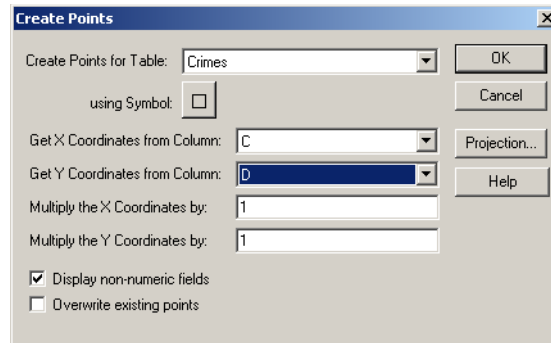 Create Points
Create Points for Table: Crimes
OK
using Symbol:
Cancel
Get X Coordinates from Column: C
Projection...
Get Y Coordinates from Column: D
Help
Multiply the X Coordinates by: 1
Multiply the Y Coordinates by: 1
Display non-numeric fields
Overwrite existing points